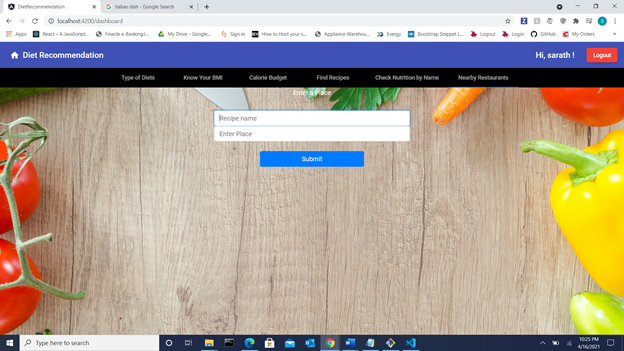 DietRecommendation
Italian dish - Google Search
localhost:4200/dashboard
Apps
React - A JavaScript...
Finacle e-Banking:I...
My Drive - Google...
Sign in
How to Host your s...
Appliance Warehou...
Evergy
Bootstrap Snippet |...
Logout
Login
GitHub
My Orders
Diet Recommendation
Hi, sarath !
Logout
Type of Diets
Know Your BMI
Calorie Budget
Find Recipes
Check Nutrition by Name
Nearby Restaurants
Enter a Place
Recipe name
Enter Place
Submit
Type here to search
10:25 PM
4/16/2021